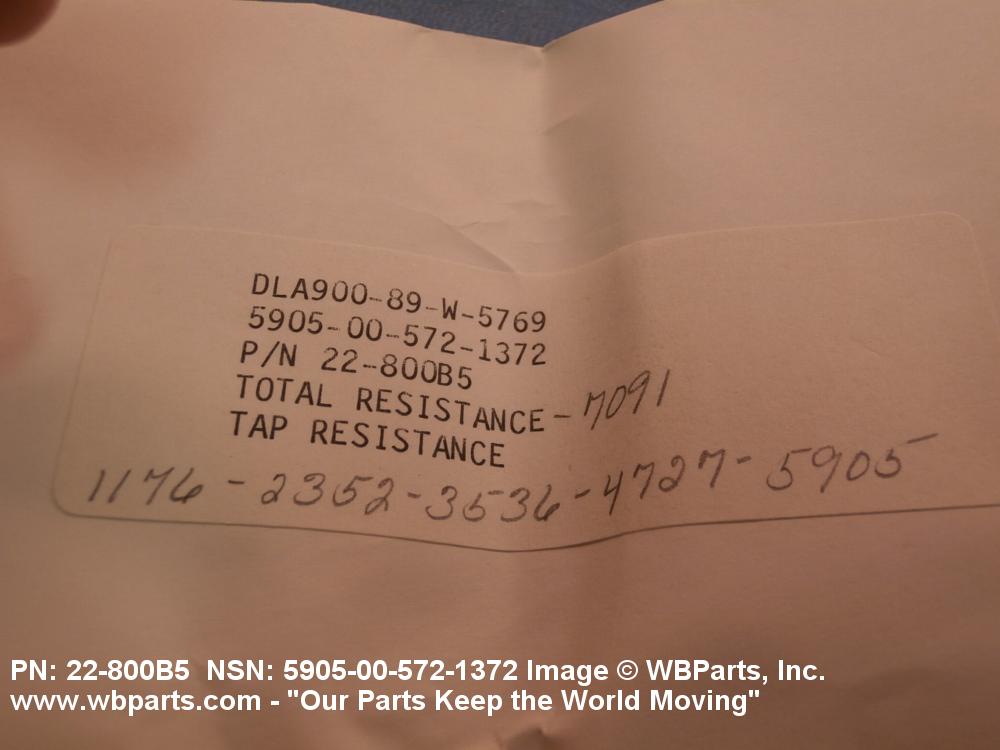 DLA900-89-W-5769
5905-00-572-1372
P/N 22-800B5
TOTAL RESISTANCE-7091
TAP RESISTANCE
1176-2352-3536-4727-5905
PN: 22-800B5 NSN: 5905-00-572-1372 Image © WBParts, Inc.
www.wbparts.com - "Our Parts Keep the World Moving"